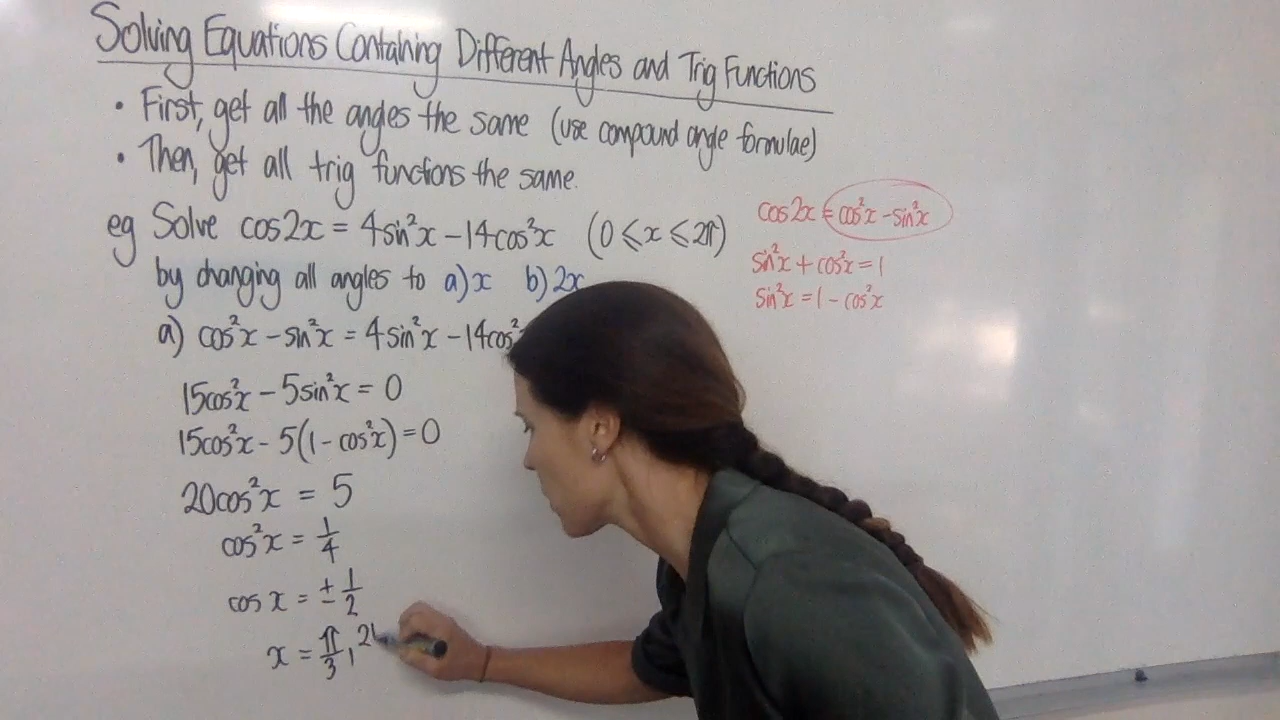 Solving Equations Containing Different Angles and Trig Functions
• First, get all the angles the same (use compound angle formulae)
• Then, get all trig functions the same.
eg Solve cos2x = 4sin²x - 14cos²x (0 ≤ x ≤ 2π)
by changing all angles to a) x b) 2x
a) cos²x - sin²x = 4sin²x - 14cos²
15cos²x - 5sin²x = 0
15cos²x - 5(1 - cos²x) = 0
20cos²x = 5
cos²x = 1/4
cos x = ± 1/2
x = π/3, 2
cos2x = cos²x - sin²x
sin²x + cos²x = 1
sin²x = 1 - cos²x